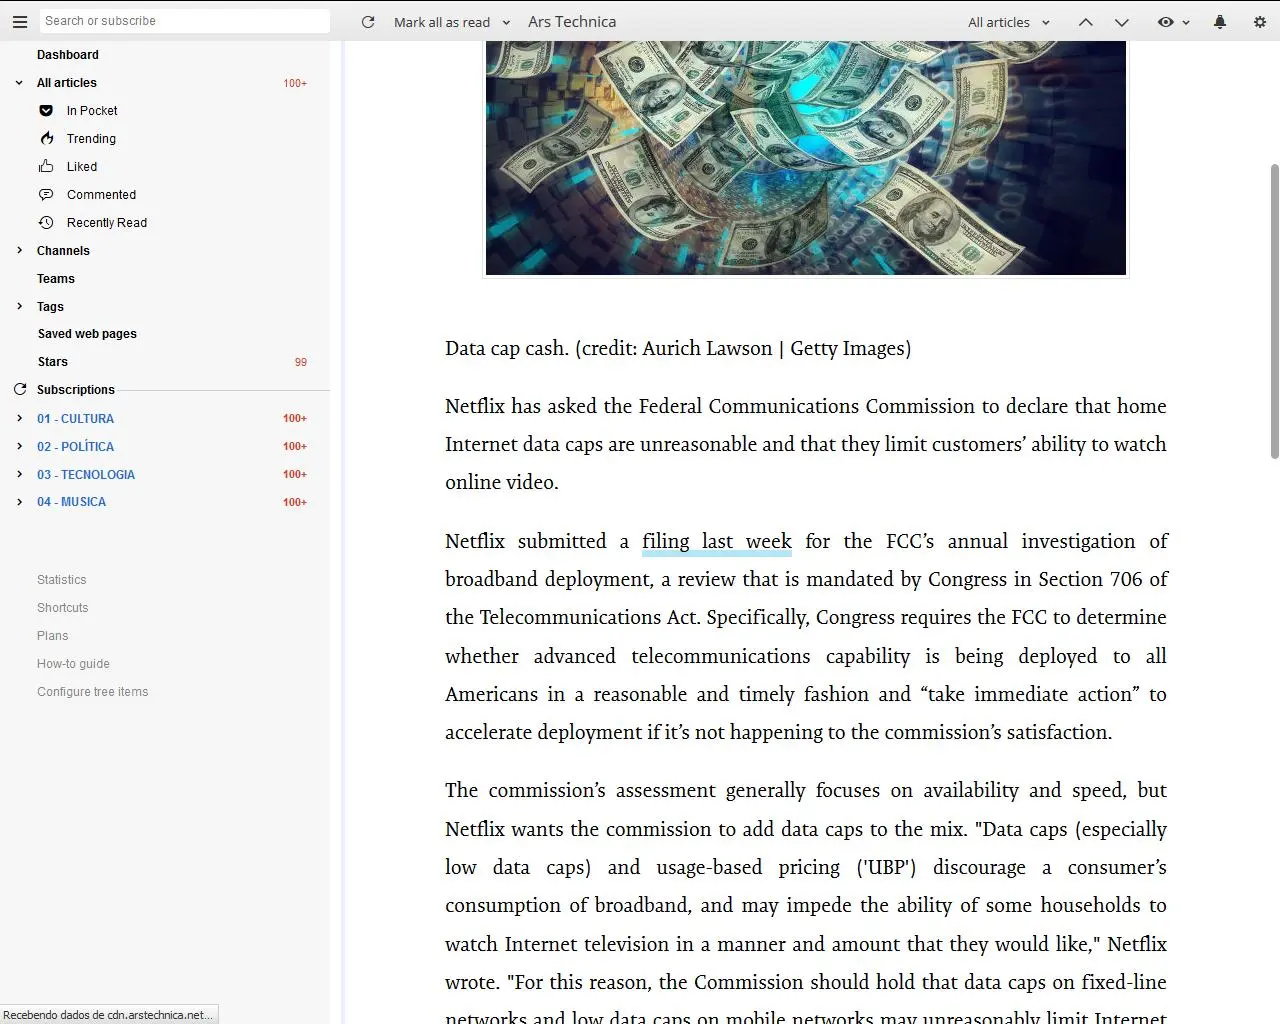 Search or subscribe
Mark all as read
Ars Technica
All articles
Dashboard
All articles 100+
In Pocket
Trending
Liked
Commented
Recently Read
Channels
Teams
Tags
Saved web pages
Stars 99
Subscriptions
01 - CULTURA 100+
02 - POLÍTICA 100+
03 - TECNOLOGIA 100+
04 - MUSICA 100+
Statistics
Shortcuts
Plans
How-to guide
Configure tree items
Recebendo dados de cdn.arstechnica.net...
Data cap cash. (credit: Aurich Lawson | Getty Images)
Netflix has asked the Federal Communications Commission to declare that home
Internet data caps are unreasonable and that they limit customers’ ability to watch
online video.
Netflix submitted a filing last week for the FCC’s annual investigation of
broadband deployment, a review that is mandated by Congress in Section 706 of
the Telecommunications Act. Specifically, Congress requires the FCC to determine
whether advanced telecommunications capability is being deployed to all
Americans in a reasonable and timely fashion and “take immediate action” to
accelerate deployment if it’s not happening to the commission’s satisfaction.
The commission’s assessment generally focuses on availability and speed, but
Netflix wants the commission to add data caps to the mix. "Data caps (especially
low data caps) and usage-based pricing ('UBP') discourage a consumer’s
consumption of broadband, and may impede the ability of some households to
watch Internet television in a manner and amount that they would like," Netflix
wrote. "For this reason, the Commission should hold that data caps on fixed-line
networks and low data caps on mobile networks may unreasonably limit Internet